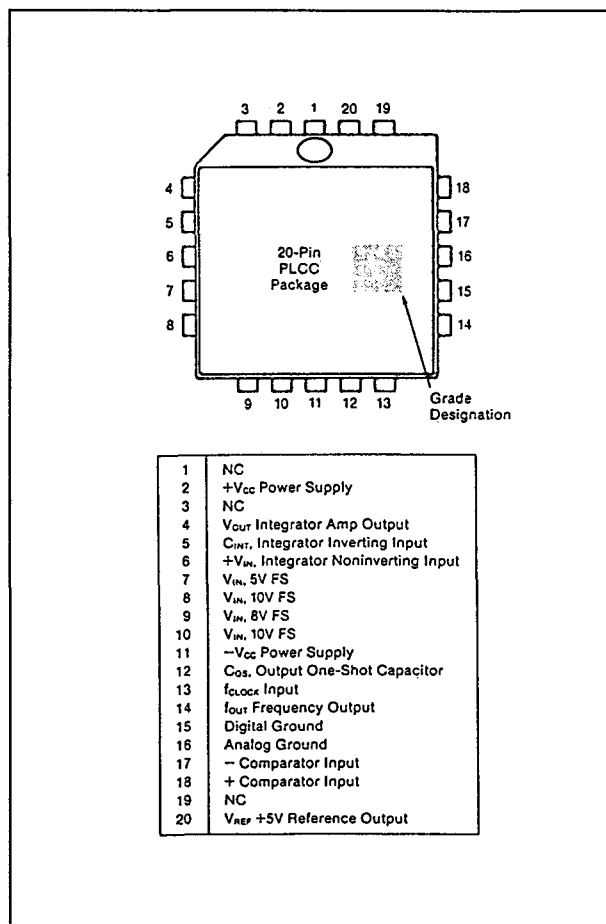 3 2 1 20 19
4 18
5 17
6 16
7 15
8 14
20-Pin
PLCC
Package
9 10 11 12 13
Grade
Designation
1 NC
2 +VCC Power Supply
3 NC
4 VOUT Integrator Amp Output
5 CINT, Integrator Inverting Input
6 +VIN, Integrator Noninverting Input
7 VIN, 5V FS
8 VIN, 10V FS
9 VIN, 8V FS
10 VIN, 10V FS
11 −VCC Power Supply
12 COS, Output One-Shot Capacitor
13 fCLOCK Input
14 fOUT Frequency Output
15 Digital Ground
16 Analog Ground
17 − Comparator Input
18 + Comparator Input
19 NC
20 VREF +5V Reference Output